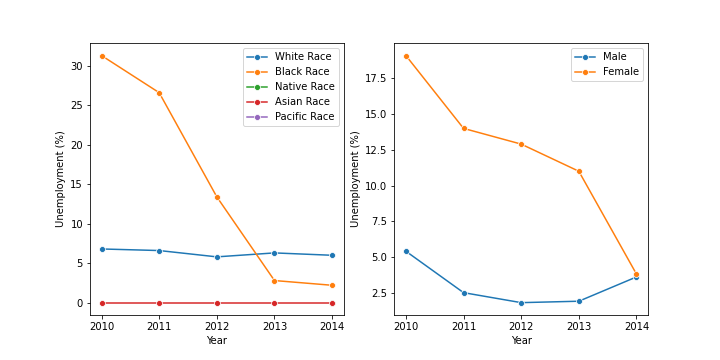 White Race
Black Race
Native Race
Asian Race
Pacific Race
30
25
20
15
10
5
0
Unemployment (%)
2010 2011 2012 2013 2014
Year
Male
Female
17.5
15.0
12.5
10.0
7.5
5.0
2.5
Unemployment (%)
2010 2011 2012 2013 2014
Year